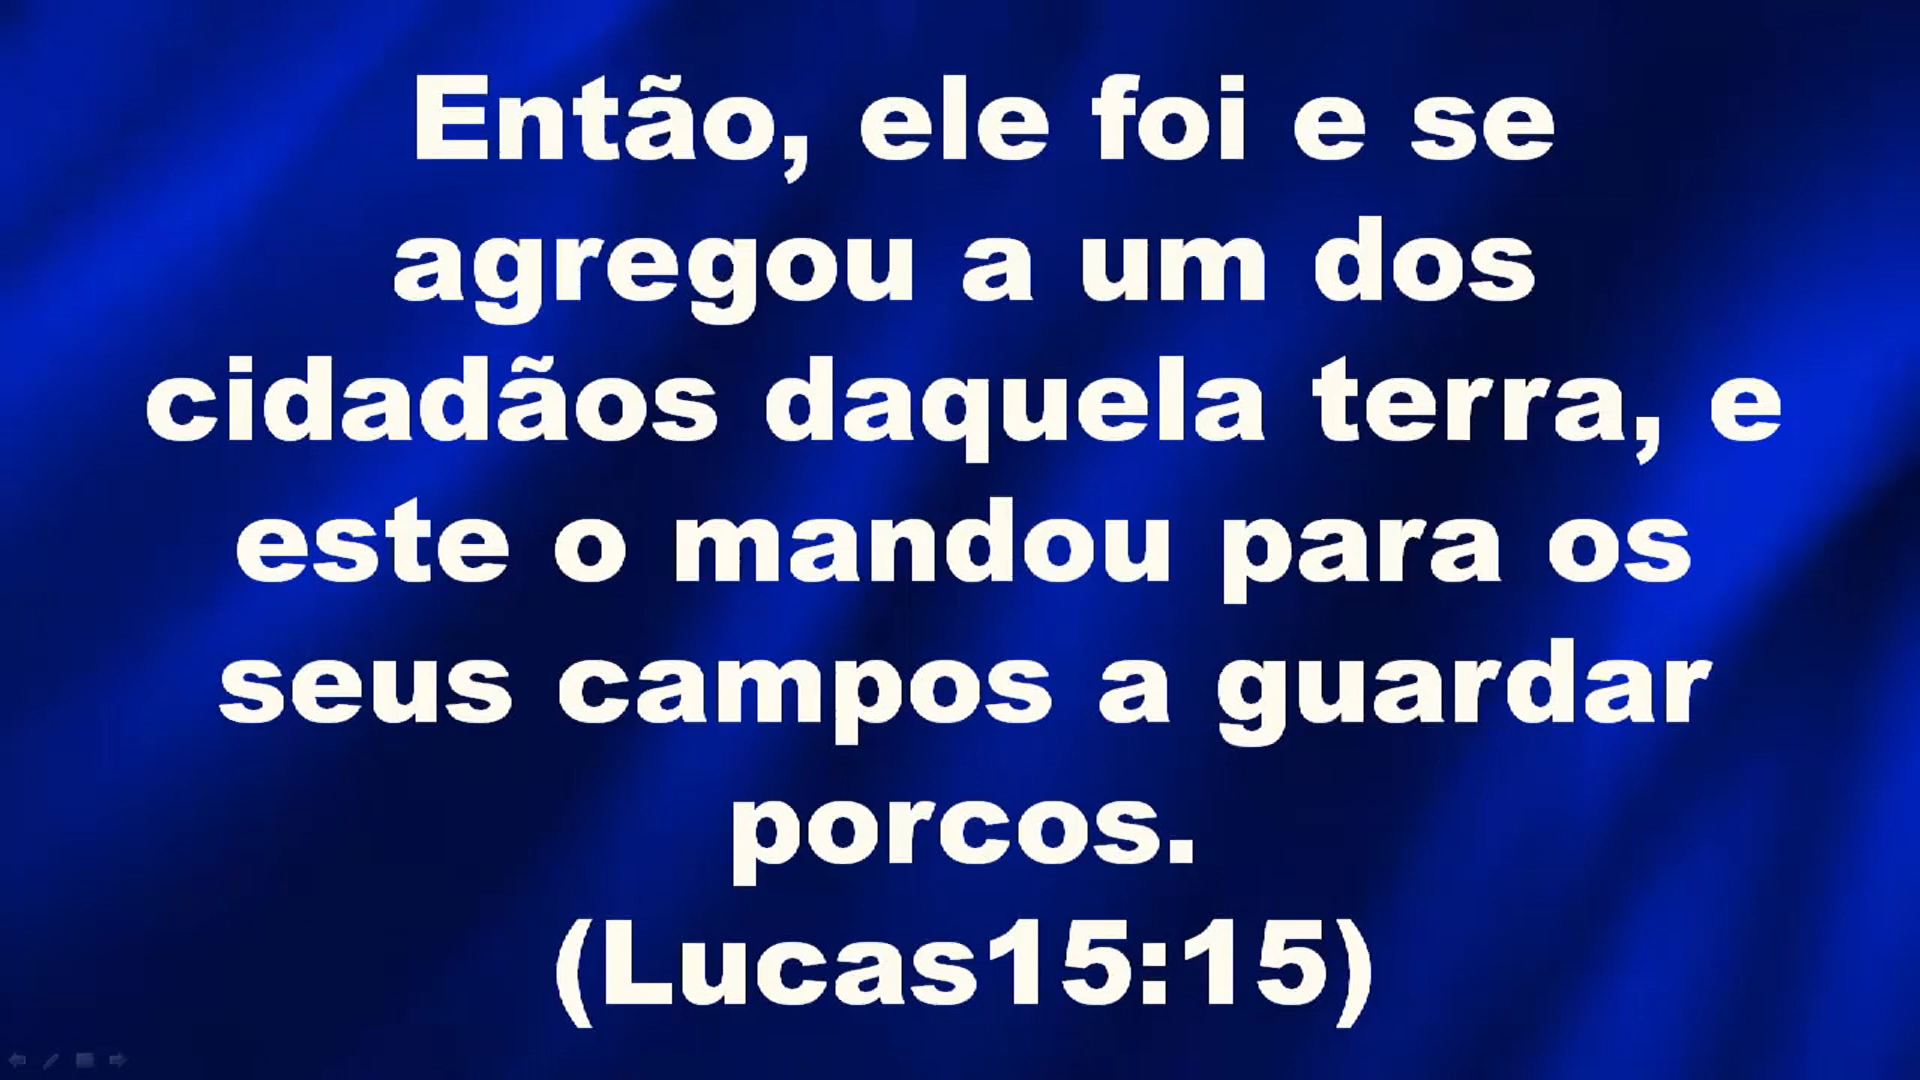 Então, ele foi e se
agregou a um dos
cidadãos daquela terra, e
este o mandou para os
seus campos a guardar
porcos.
(Lucas15:15)